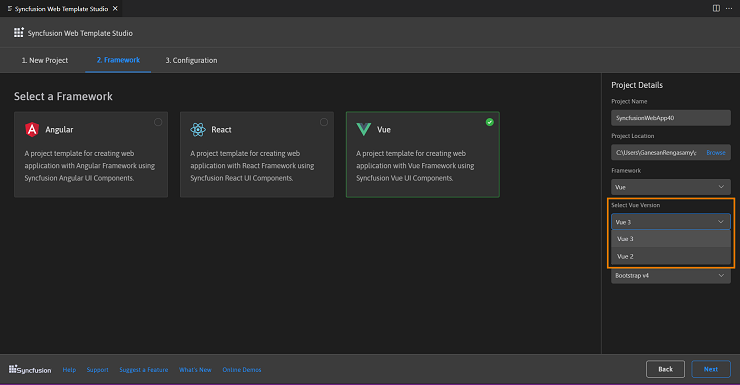 Syncfusion Web Template Studio
Syncfusion Web Template Studio
1. New Project
2. Framework
3. Configuration
Select a Framework
Angular
A project template for creating web
application with Angular Framework using
Syncfusion Angular UI Components.
React
A project template for creating web
application with React Framework using
Syncfusion React UI Components.
Vue
A project template for creating web
application with Vue Framework using
Syncfusion Vue UI Components.
Project Details
Project Name
SyncfusionWebApp40
Project Location
C:\Users\GanesanRengasamy\
Browse
Framework
Vue
Select Vue Version
Vue 3
Vue 3
Vue 2
Bootstrap v4
Syncfusion
Help
Support
Suggest a Feature
What's New
Online Demos
Back
Next